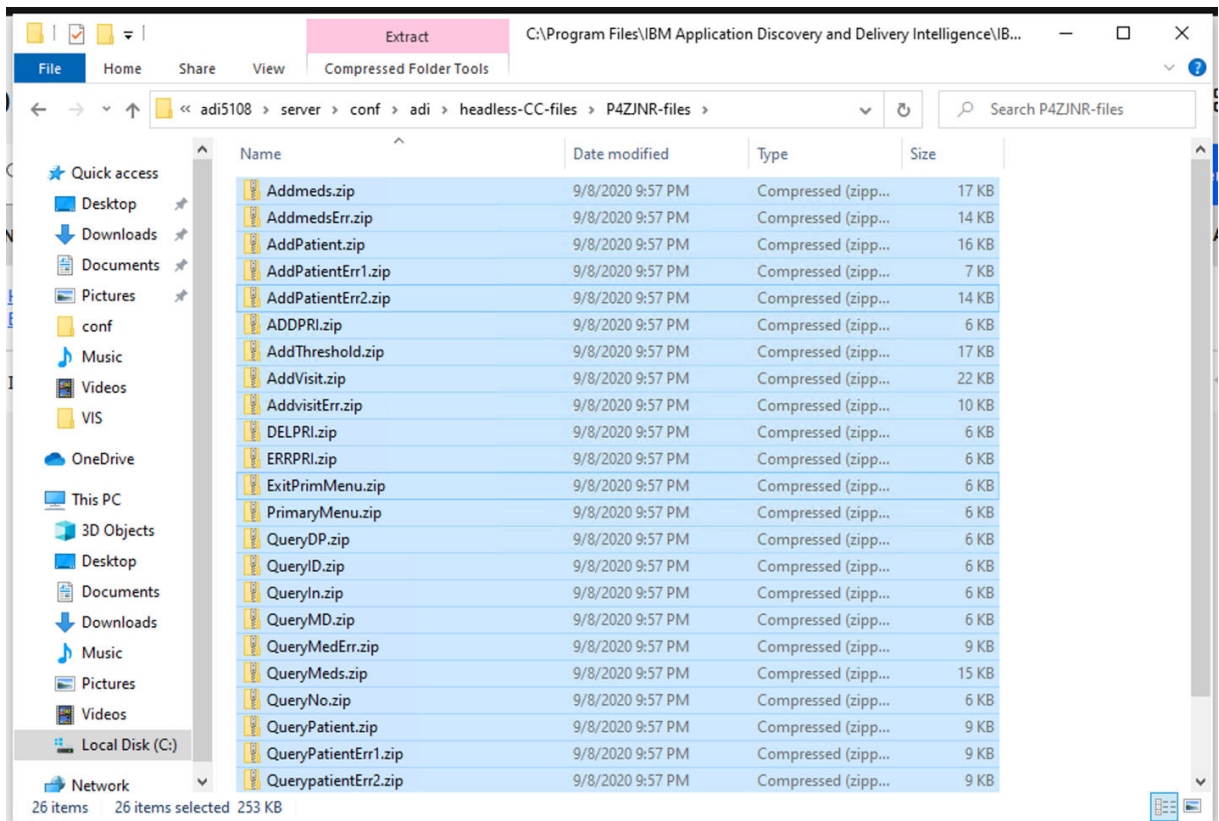 Extract
C:\Program Files\IBM Application Discovery and Delivery Intelligence\IB...
File
Home
Share
View
Compressed Folder Tools
« adi5108 > server > conf > adi > headless-CC-files > P4ZJNR-files >
Search P4ZJNR-files
Name
Date modified
Type
Size
Quick access
Desktop
Downloads
Documents
Pictures
conf
Music
Videos
VIS
OneDrive
This PC
3D Objects
Desktop
Documents
Downloads
Music
Pictures
Videos
Local Disk (C:)
Network
Addmeds.zip 9/8/2020 9:57 PM Compressed (zipp... 17 KB
AddmedsErr.zip 9/8/2020 9:57 PM Compressed (zipp... 14 KB
AddPatient.zip 9/8/2020 9:57 PM Compressed (zipp... 16 KB
AddPatientErr1.zip 9/8/2020 9:57 PM Compressed (zipp... 7 KB
AddPatientErr2.zip 9/8/2020 9:57 PM Compressed (zipp... 14 KB
ADDPRI.zip 9/8/2020 9:57 PM Compressed (zipp... 6 KB
AddThreshold.zip 9/8/2020 9:57 PM Compressed (zipp... 17 KB
AddVisit.zip 9/8/2020 9:57 PM Compressed (zipp... 22 KB
AddvisitErr.zip 9/8/2020 9:57 PM Compressed (zipp... 10 KB
DELPRI.zip 9/8/2020 9:57 PM Compressed (zipp... 6 KB
ERRPRI.zip 9/8/2020 9:57 PM Compressed (zipp... 6 KB
ExitPrimMenu.zip 9/8/2020 9:57 PM Compressed (zipp... 6 KB
PrimaryMenu.zip 9/8/2020 9:57 PM Compressed (zipp... 6 KB
QueryDP.zip 9/8/2020 9:57 PM Compressed (zipp... 6 KB
QueryID.zip 9/8/2020 9:57 PM Compressed (zipp... 6 KB
QueryIn.zip 9/8/2020 9:57 PM Compressed (zipp... 6 KB
QueryMD.zip 9/8/2020 9:57 PM Compressed (zipp... 6 KB
QueryMedErr.zip 9/8/2020 9:57 PM Compressed (zipp... 9 KB
QueryMeds.zip 9/8/2020 9:57 PM Compressed (zipp... 15 KB
QueryNo.zip 9/8/2020 9:57 PM Compressed (zipp... 6 KB
QueryPatient.zip 9/8/2020 9:57 PM Compressed (zipp... 9 KB
QueryPatientErr1.zip 9/8/2020 9:57 PM Compressed (zipp... 9 KB
QuerypatientErr2.zip 9/8/2020 9:57 PM Compressed (zipp... 9 KB
26 items 26 items selected 253 KB